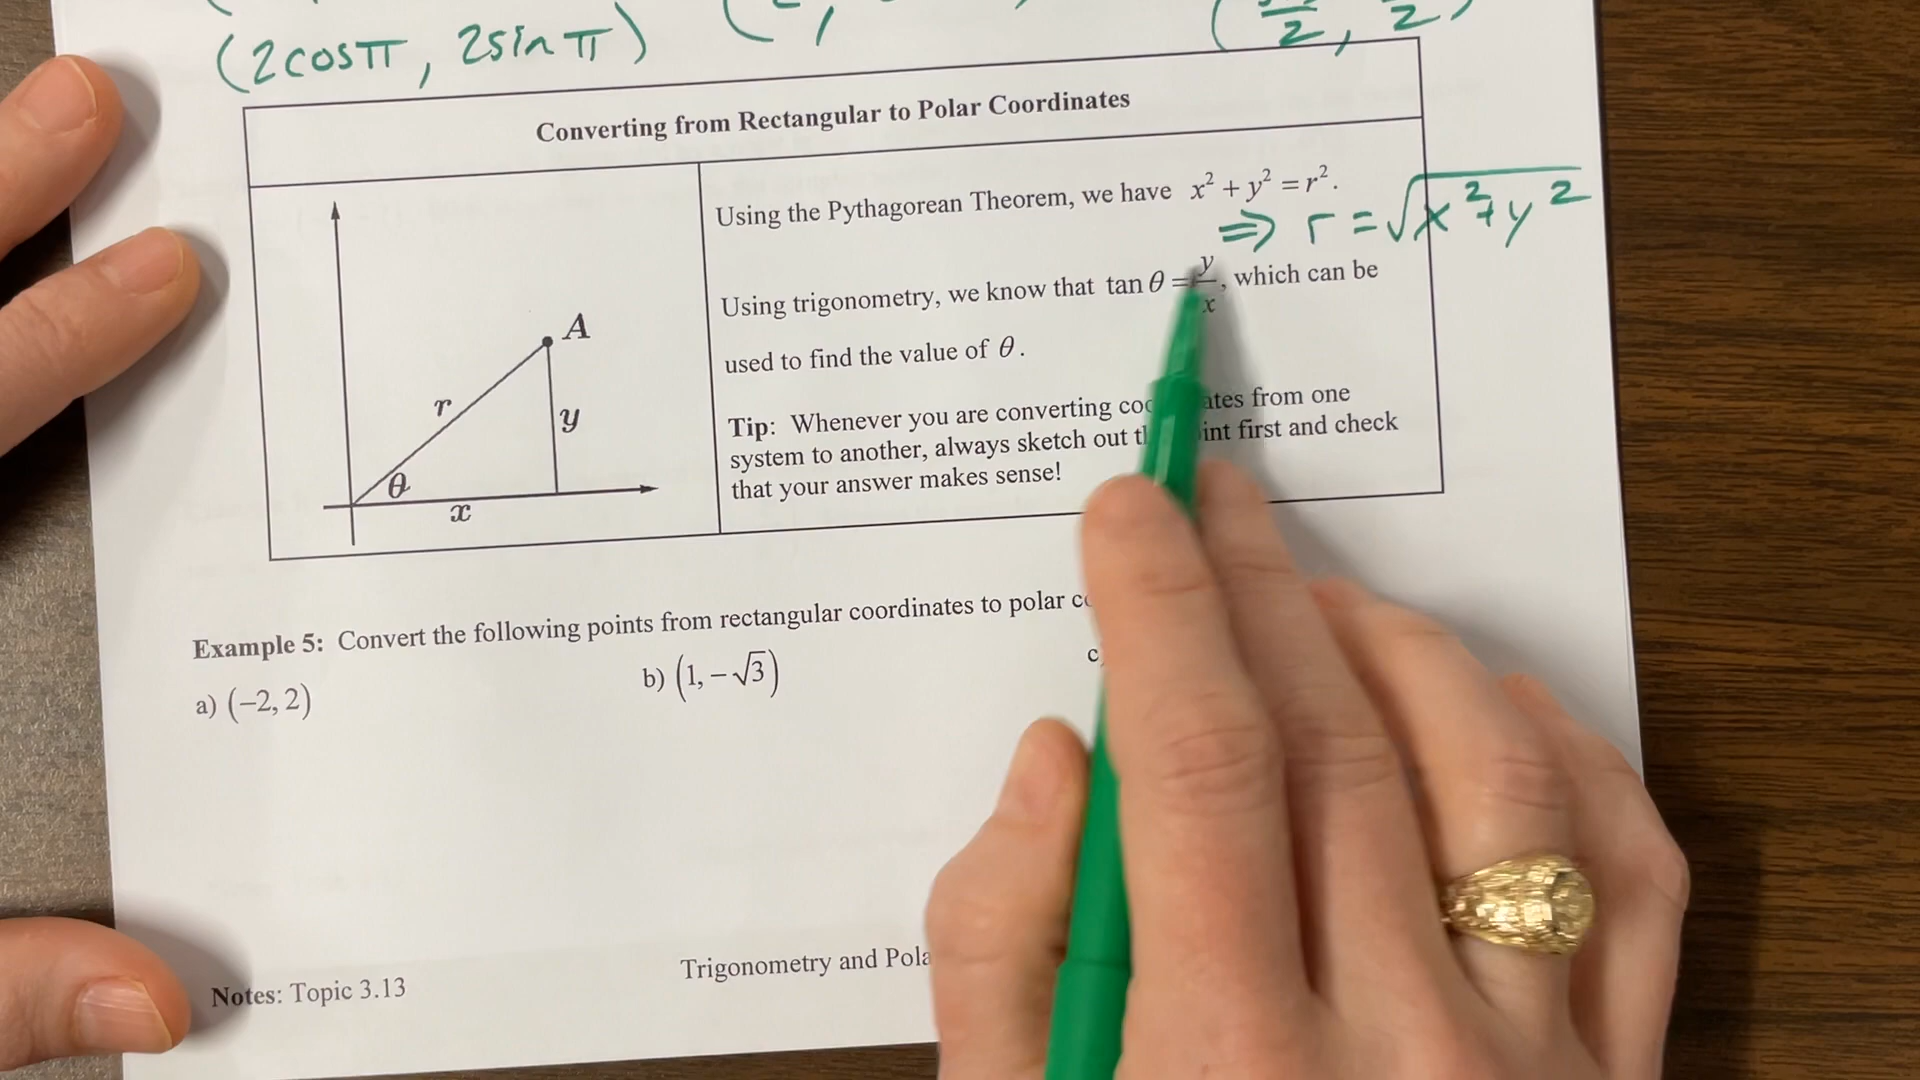 (2cosπ, 2sinπ)
Converting from Rectangular to Polar Coordinates
Using the Pythagorean Theorem, we have x² + y² = r².
⇒ r = √x²+y²
Using trigonometry, we know that tan θ = y/x, which can be
used to find the value of θ.
Tip: Whenever you are converting from one
system to another, always sketch out first and check
that your answer makes sense!
A
r
y
θ
x
Example 5: Convert the following points from rectangular coordinates to polar
a) (−2, 2)
b) (1, −√3)
c
Notes: Topic 3.13
Trigonometry and